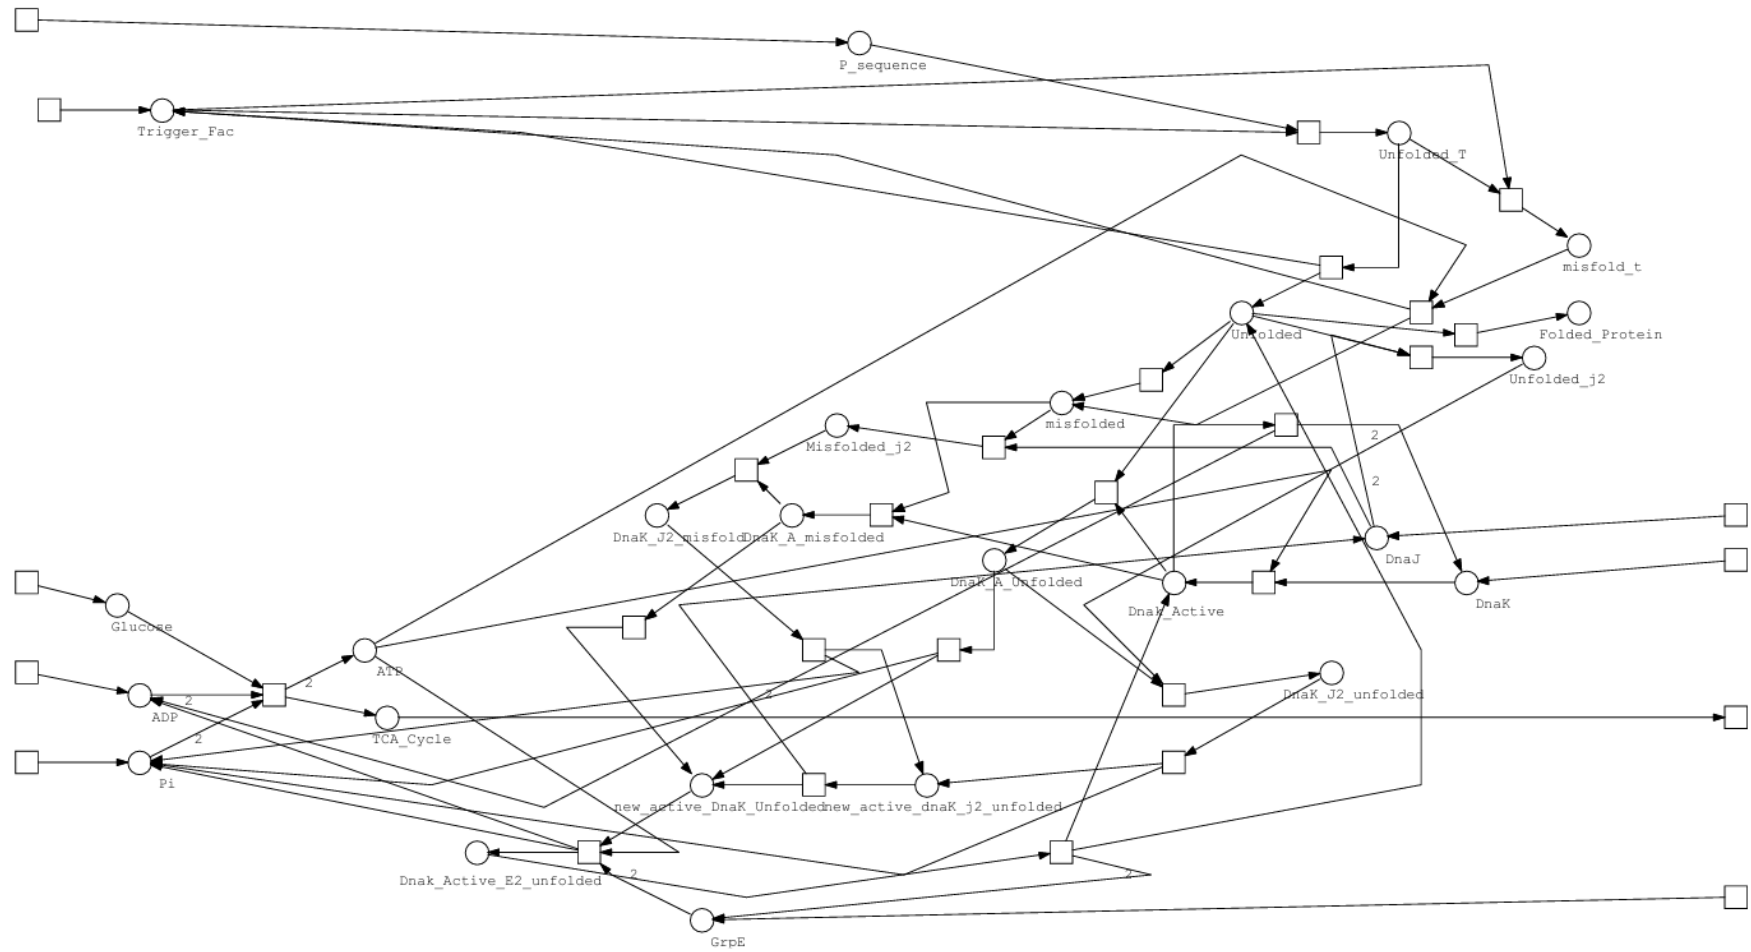 P_sequence
Trigger_Fac
Unfolded_T
misfold_t
Unfolded
Folded_Protein
Unfolded_j2
misfolded
Misfolded_j2
2
2
DnaK_J2_misfold
DnaK_A_misfolded
DnaJ
DnaK_A_Unfolded
Dnak_Active
DnaK
Glucose
ATP
2
2
ADP
2
DnaK_J2_unfolded
TCA_Cycle
2
Pi
new_active_DnaK_Unfolded
new_active_dnaK_j2_unfolded
Dnak_Active_E2_unfolded
2
2
GrpE